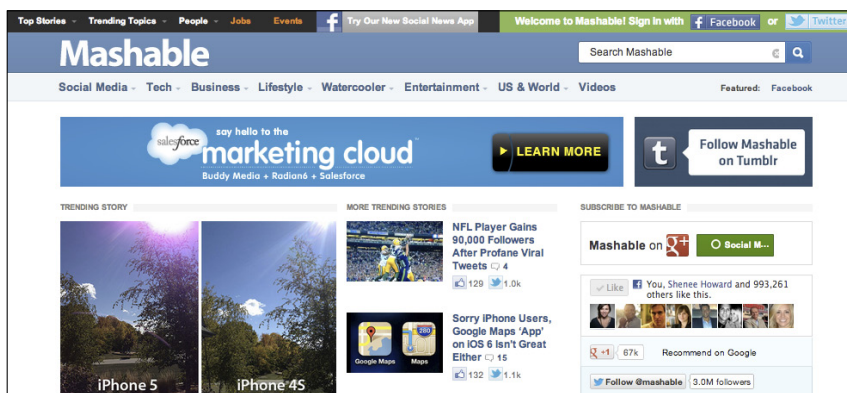 Top Stories Trending Topics People Jobs Events f Try Our New Social News App Welcome to Mashable! Sign in with f Facebook or Twitter
Mashable
Search Mashable
Social Media Tech Business Lifestyle Watercooler Entertainment US & World Videos Featured: Facebook
salesforce
say hello to the
marketing cloud™
Buddy Media + Radian6 + Salesforce
LEARN MORE
t
Follow Mashable
on Tumblr
TRENDING STORY
iPhone 5
iPhone 4S
MORE TRENDING STORIES
NFL Player Gains
90,000 Followers
After Profane Viral
Tweets 4
129 1.0k
Google Maps
280
Maps
Sorry iPhone Users,
Google Maps ‘App’
on iOS 6 Isn't Great
Either 15
132 1.1k
SUBSCRIBE TO MASHABLE
Mashable on g+ Social M...
Like f You, Shenee Howard and 993,261
others like this.
g +1 67k Recommend on Google
Follow @mashable 3.0M followers